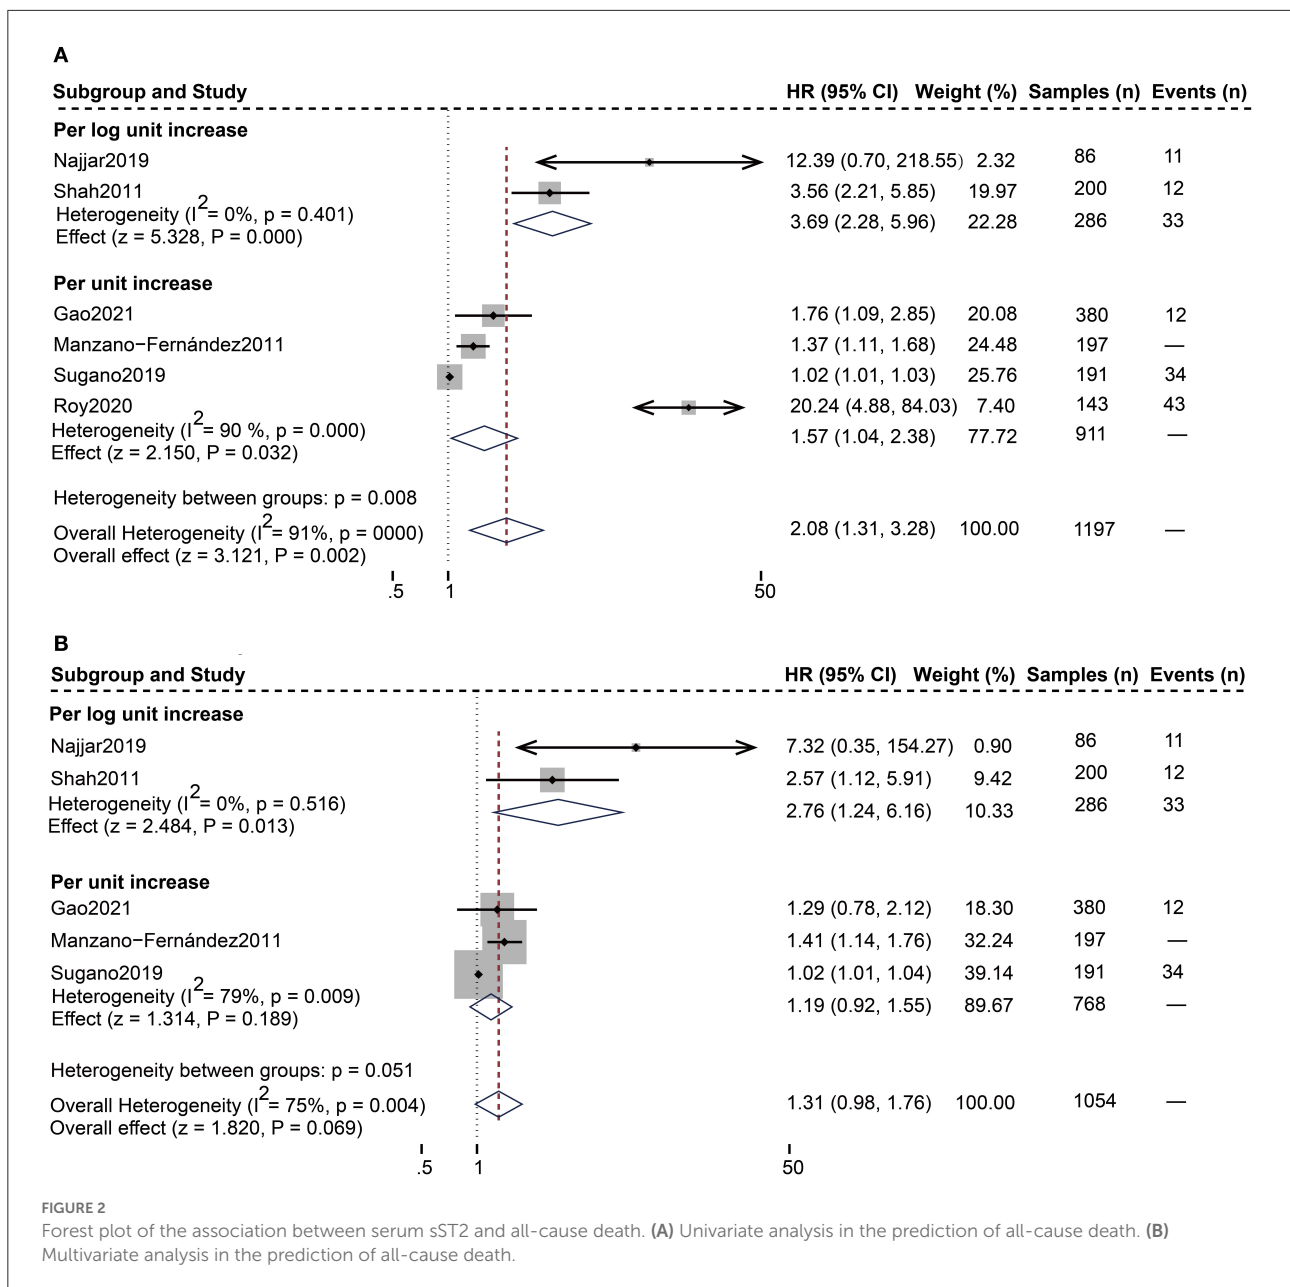 A
Subgroup and Study HR (95% CI) Weight (%) Samples (n) Events (n)
Per log unit increase
Najjar2019 12.39 (0.70, 218.55) 2.32 86 11
Shah2011 3.56 (2.21, 5.85) 19.97 200 12
Heterogeneity (I2= 0%, p = 0.401) 3.69 (2.28, 5.96) 22.28 286 33
Effect (z = 5.328, P = 0.000)
Per unit increase
Gao2021 1.76 (1.09, 2.85) 20.08 380 12
Manzano−Fernández2011 1.37 (1.11, 1.68) 24.48 197 —
Sugano2019 1.02 (1.01, 1.03) 25.76 191 34
Roy2020 20.24 (4.88, 84.03) 7.40 143 43
Heterogeneity (I2= 90 %, p = 0.000) 1.57 (1.04, 2.38) 77.72 911 —
Effect (z = 2.150, P = 0.032)
Heterogeneity between groups: p = 0.008
Overall Heterogeneity (I2= 91%, p = 0000) 2.08 (1.31, 3.28) 100.00 1197 —
Overall effect (z = 3.121, P = 0.002)
.5 1 50
B
Subgroup and Study HR (95% CI) Weight (%) Samples (n) Events (n)
Per log unit increase
Najjar2019 7.32 (0.35, 154.27) 0.90 86 11
Shah2011 2.57 (1.12, 5.91) 9.42 200 12
Heterogeneity (I2= 0%, p = 0.516) 2.76 (1.24, 6.16) 10.33 286 33
Effect (z = 2.484, P = 0.013)
Per unit increase
Gao2021 1.29 (0.78, 2.12) 18.30 380 12
Manzano−Fernández2011 1.41 (1.14, 1.76) 32.24 197 —
Sugano2019 1.02 (1.01, 1.04) 39.14 191 34
Heterogeneity (I2= 79%, p = 0.009) 1.19 (0.92, 1.55) 89.67 768 —
Effect (z = 1.314, P = 0.189)
Heterogeneity between groups: p = 0.051
Overall Heterogeneity (I2= 75%, p = 0.004) 1.31 (0.98, 1.76) 100.00 1054 —
Overall effect (z = 1.820, P = 0.069)
.5 1 50
FIGURE 2
Forest plot of the association between serum sST2 and all-cause death. (A) Univariate analysis in the prediction of all-cause death. (B)
Multivariate analysis in the prediction of all-cause death.